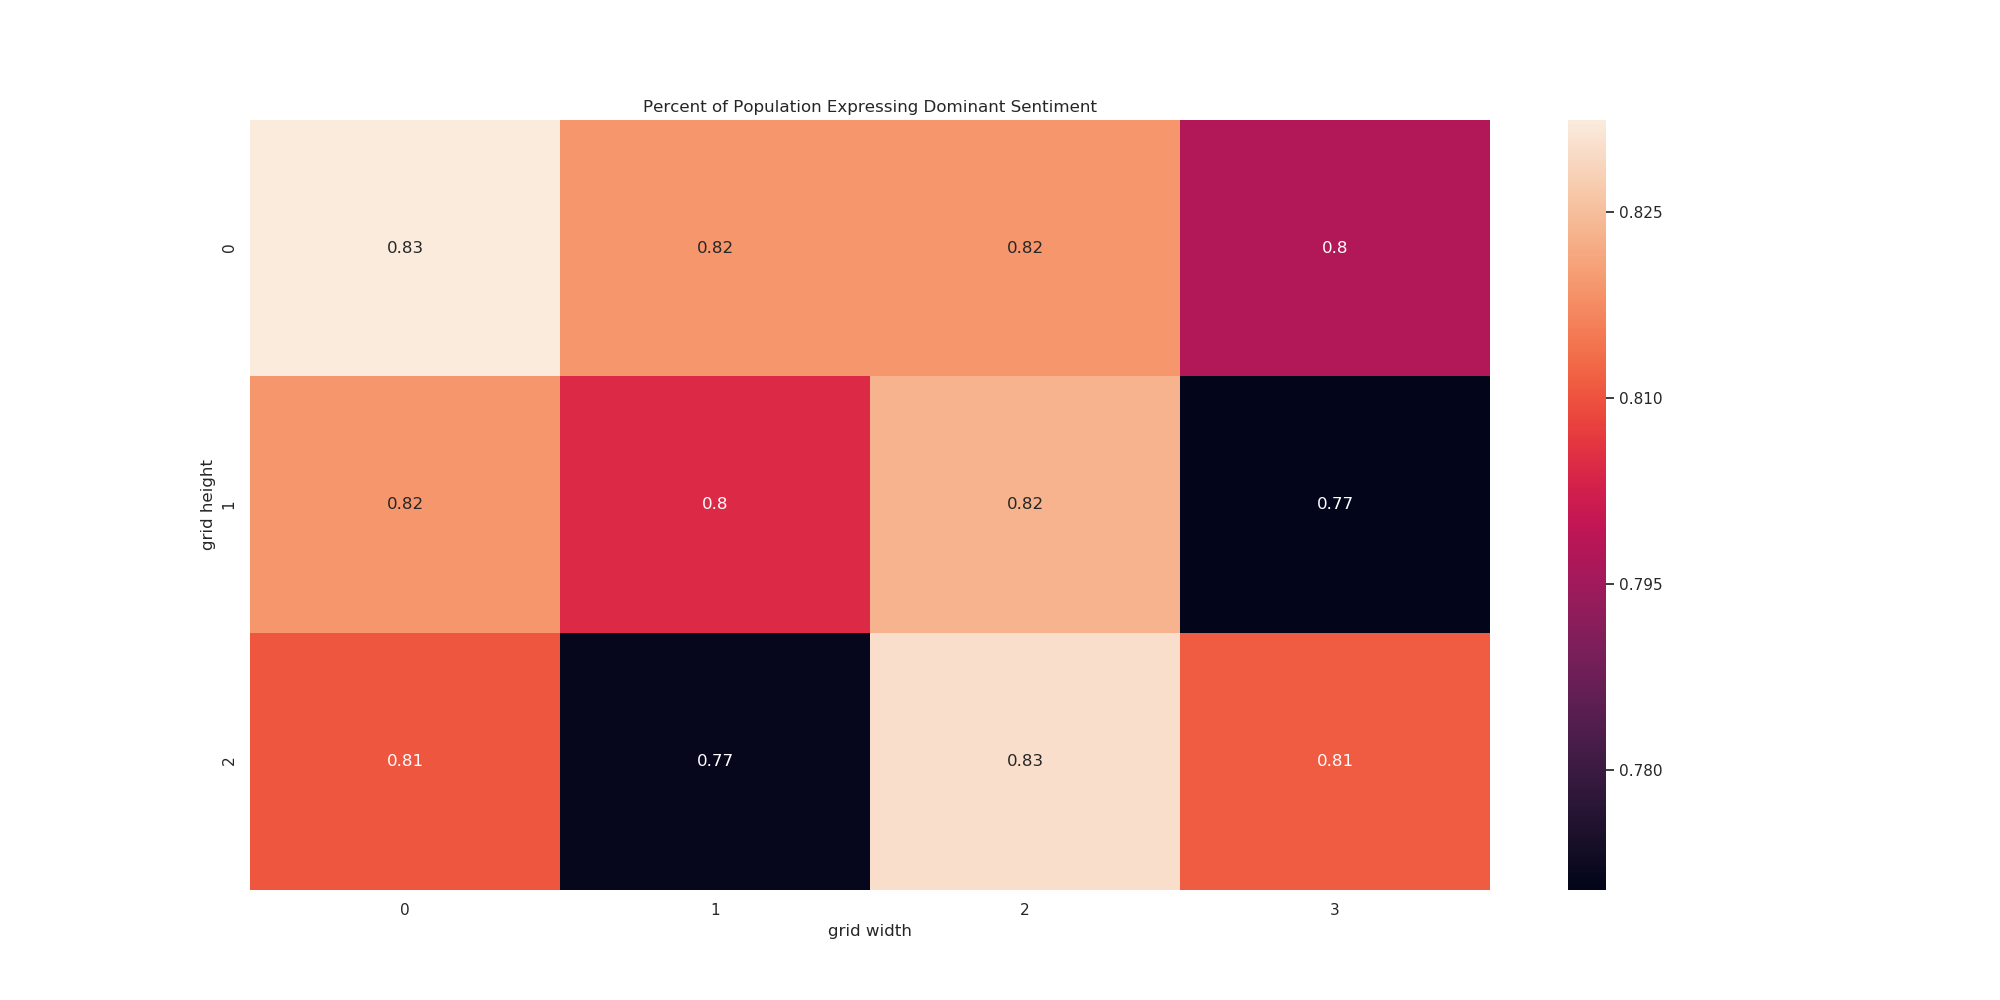 Percent of Population Expressing Dominant Sentiment
0.83 0.82 0.82 0.8
0.82 0.8 0.82 0.77
0.81 0.77 0.83 0.81
0
1
2
grid height
0 1 2 3
grid width
0.825
0.810
0.795
0.780